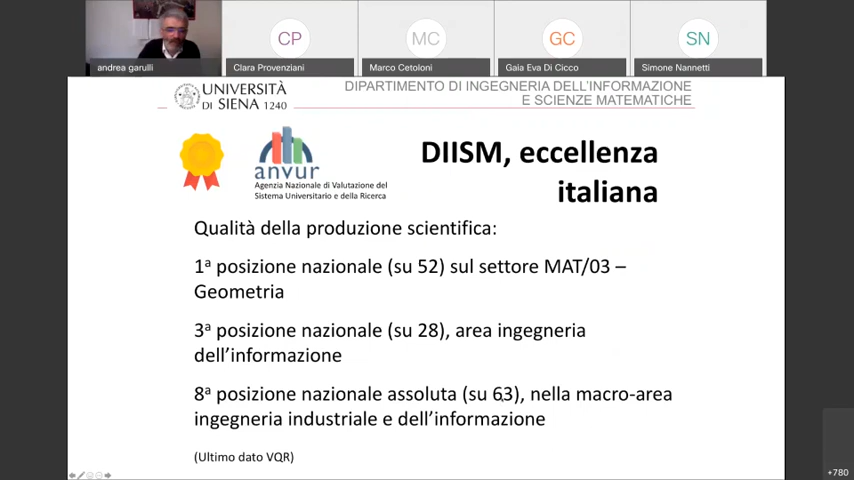 CP
MC
GC
SN
andrea garulli
Clara Provenziani
Marco Cetoloni
Gaia Eva Di Cicco
Simone Nannetti
UNIVERSITÀ
DI SIENA 1240
DIPARTIMENTO DI INGEGNERIA DELL'INFORMAZIONE
E SCIENZE MATEMATICHE
anvur
Agenzia Nazionale di Valutazione del
Sistema Universitario e della Ricerca
DIISM, eccellenza
italiana
Qualità della produzione scientifica:
1ª posizione nazionale (su 52) sul settore MAT/03 –
Geometria
3ª posizione nazionale (su 28), area ingegneria
dell'informazione
8ª posizione nazionale assoluta (su 63), nella macro-area
ingegneria industriale e dell'informazione
(Ultimo dato VQR)
+780